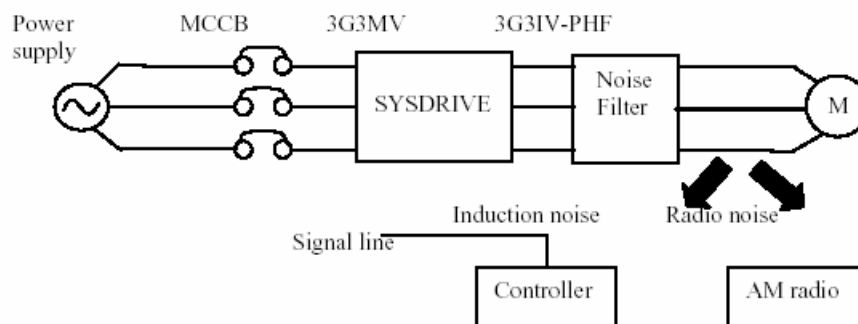 Power supply
MCCB
3G3MV
3G3IV-PHF
SYSDRIVE
Noise
Filter
M
Induction noise
Radio noise
Signal line
Controller
AM radio